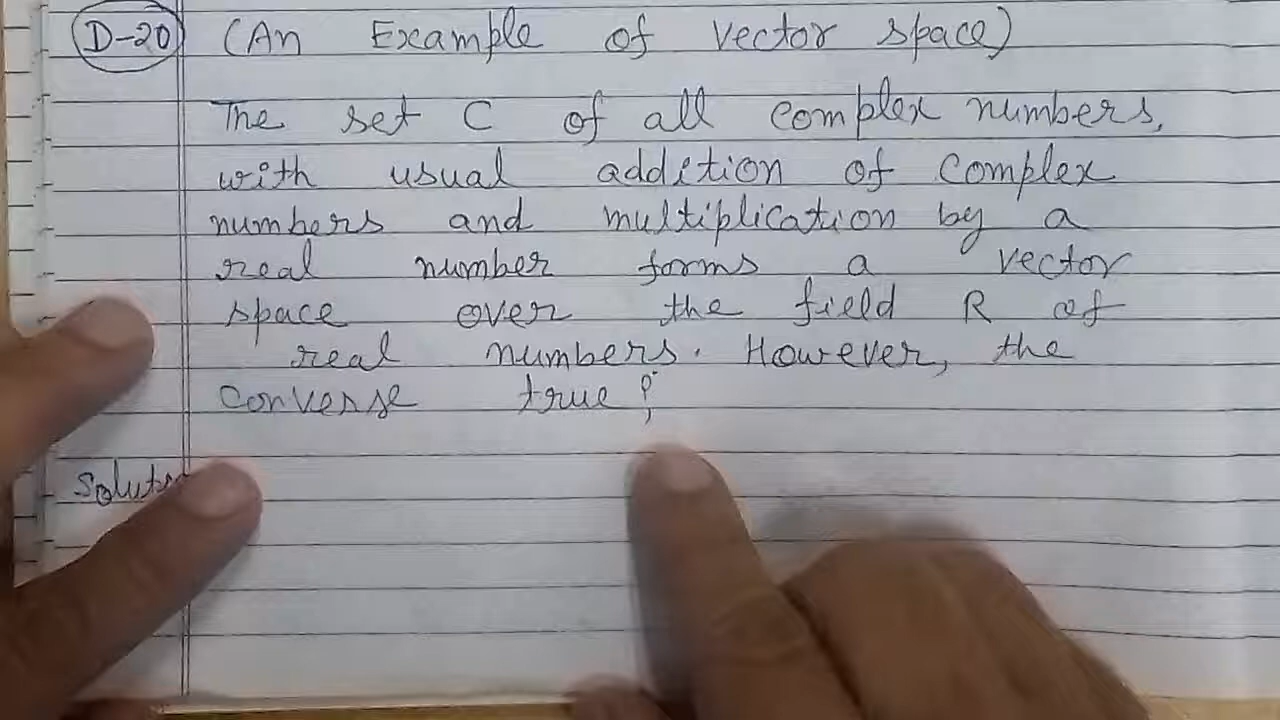 D-20 (An Example of vector space)
The set C of all complex numbers,
with usual addition of complex
numbers and multiplication by a
real number forms a vector
space over the field R of
real numbers. However, the
converse true?